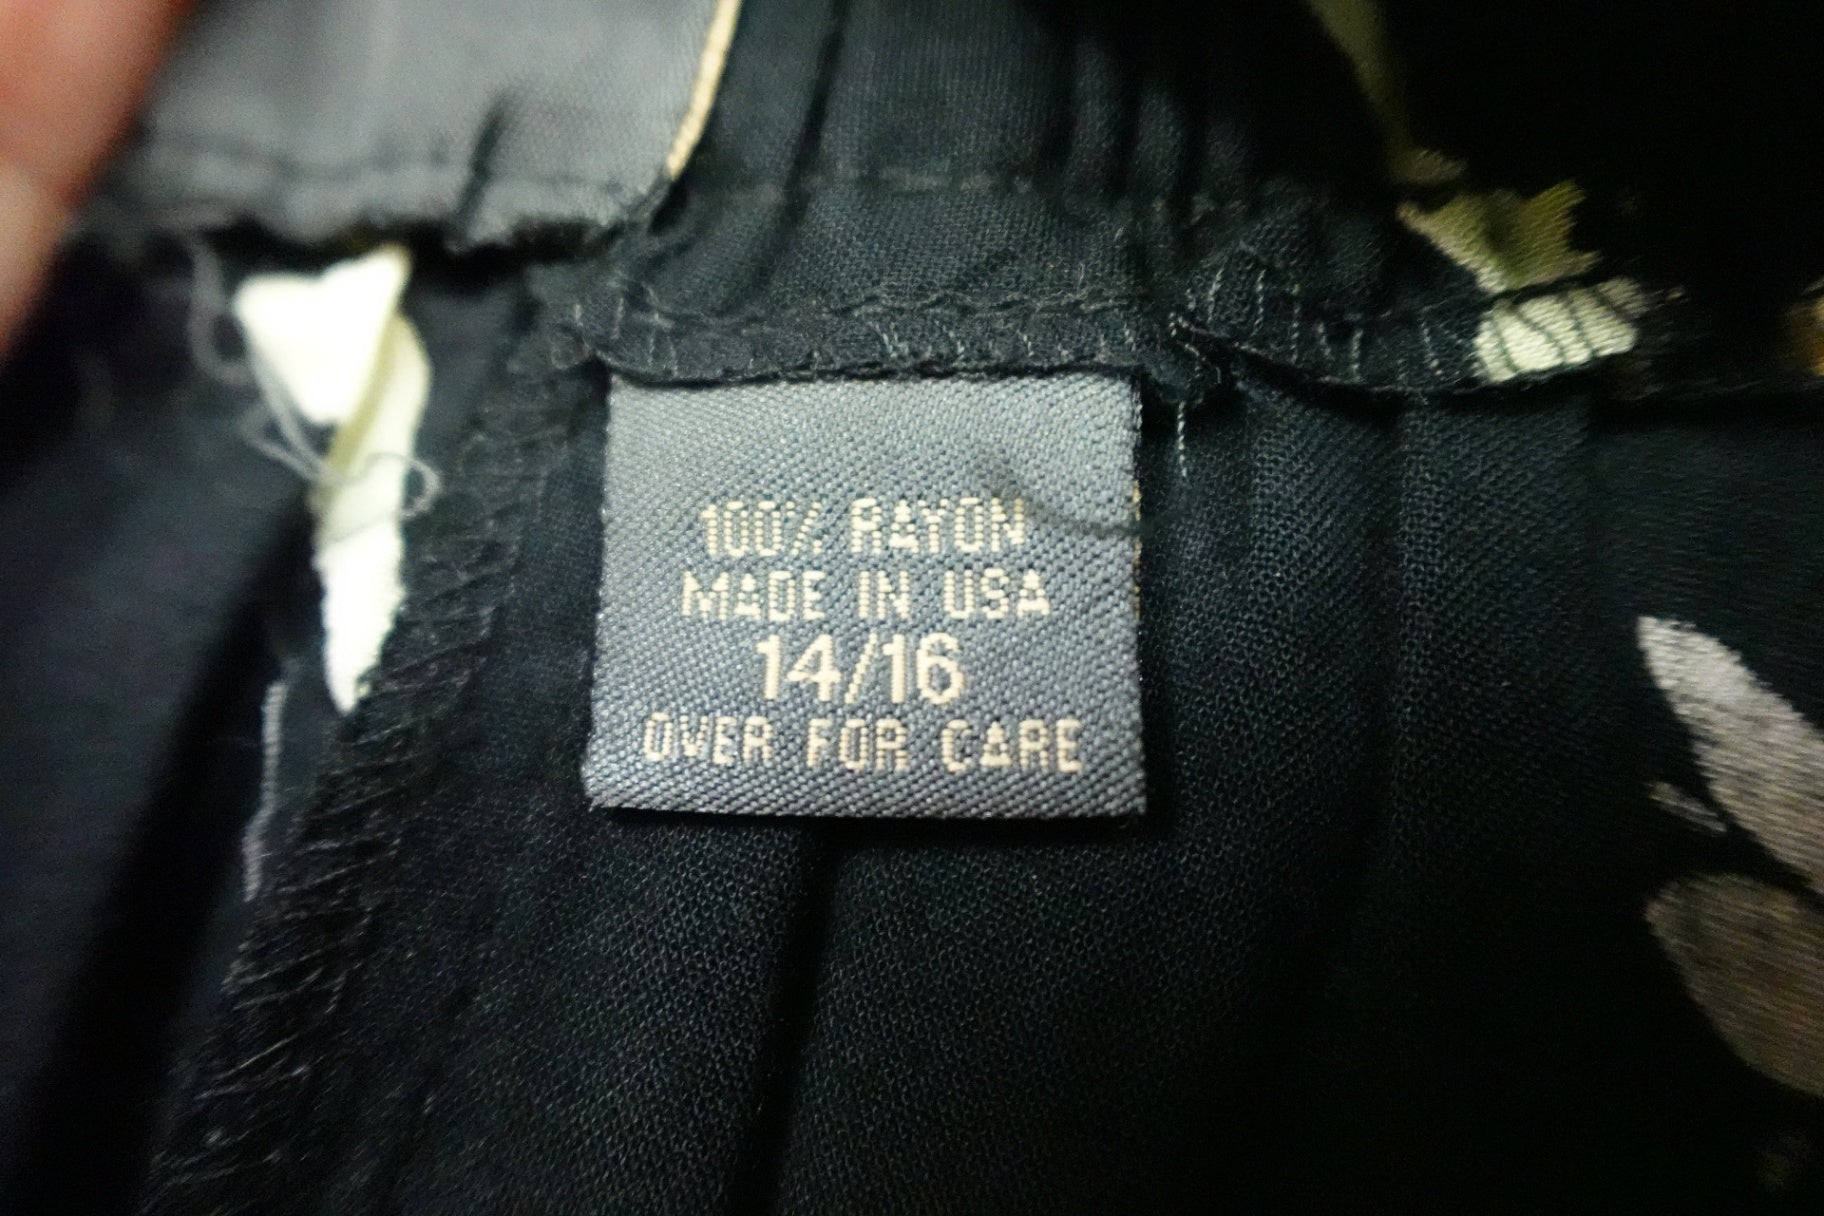 100% RAYON
MADE IN USA
14/16
OVER FOR CARE